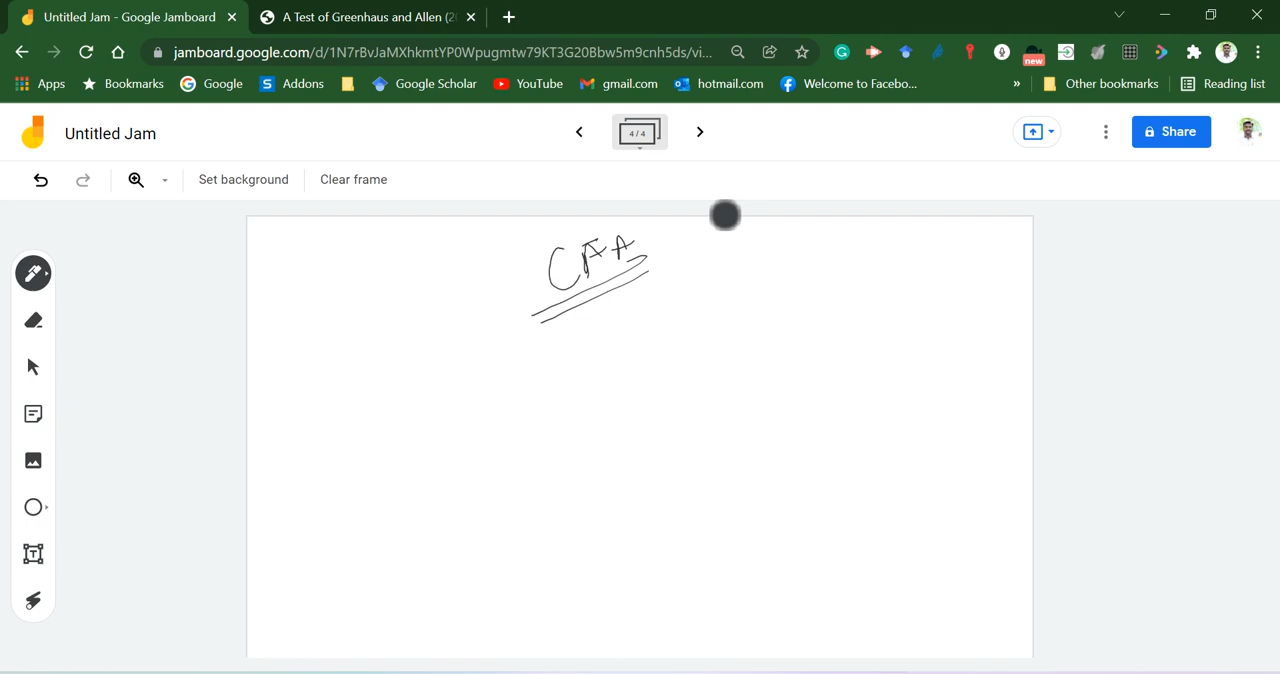 Untitled Jam - Google Jamboard
A Test of Greenhaus and Allen (2
jamboard.google.com/d/1N7rBvJaMXhkmtYP0Wpugmtw79KT3G20Bbw5m9cnh5ds/vi...
new
Apps
Bookmarks
Google
Addons
Google Scholar
YouTube
gmail.com
hotmail.com
Welcome to Facebo...
»
Other bookmarks
Reading list
Untitled Jam
4 / 4
Share
Set background
Clear frame
CFA